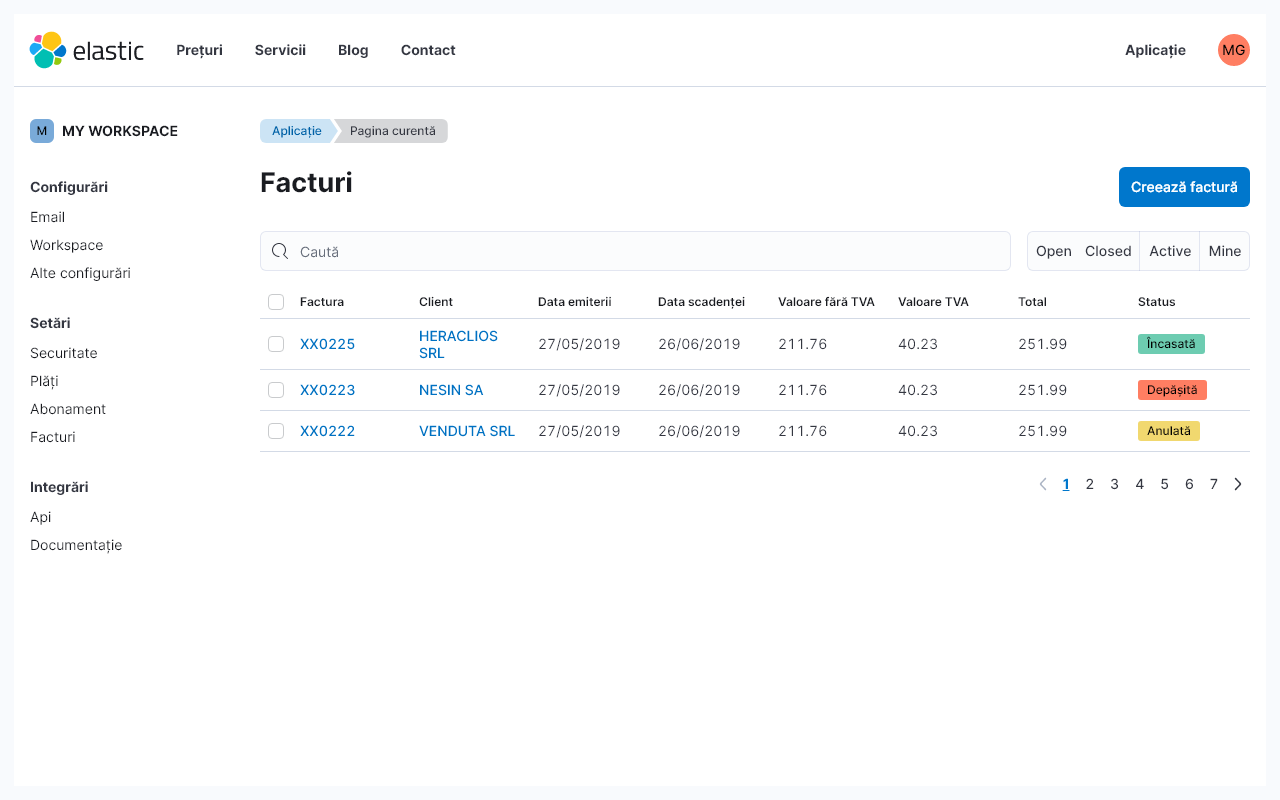 elastic Prețuri Servicii Blog Contact Aplicație MG
M MY WORKSPACE
Configurări
Email
Workspace
Alte configurări
Setări
Securitate
Plăți
Abonament
Facturi
Integrări
Api
Documentație
Aplicație Pagina curentă
Facturi
Creează factură
Caută
Open Closed Active Mine
Factura Client Data emiterii Data scadenței Valoare fără TVA Valoare TVA Total Status
XX0225 HERACLIOS SRL 27/05/2019 26/06/2019 211.76 40.23 251.99 Încasată
XX0223 NESIN SA 27/05/2019 26/06/2019 211.76 40.23 251.99 Depășită
XX0222 VENDUTA SRL 27/05/2019 26/06/2019 211.76 40.23 251.99 Anulată
1 2 3 4 5 6 7